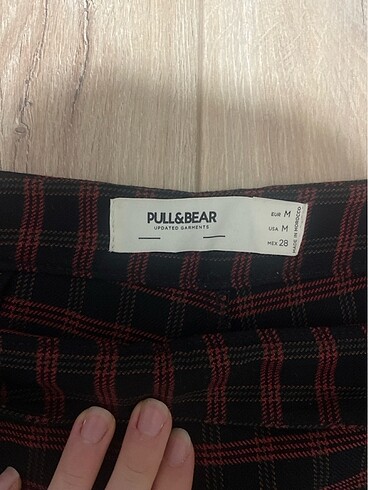 PULL&BEAR
UPDATED GARMENTS
EUR M
USA M
MEX 28
MADE IN MOROCCO